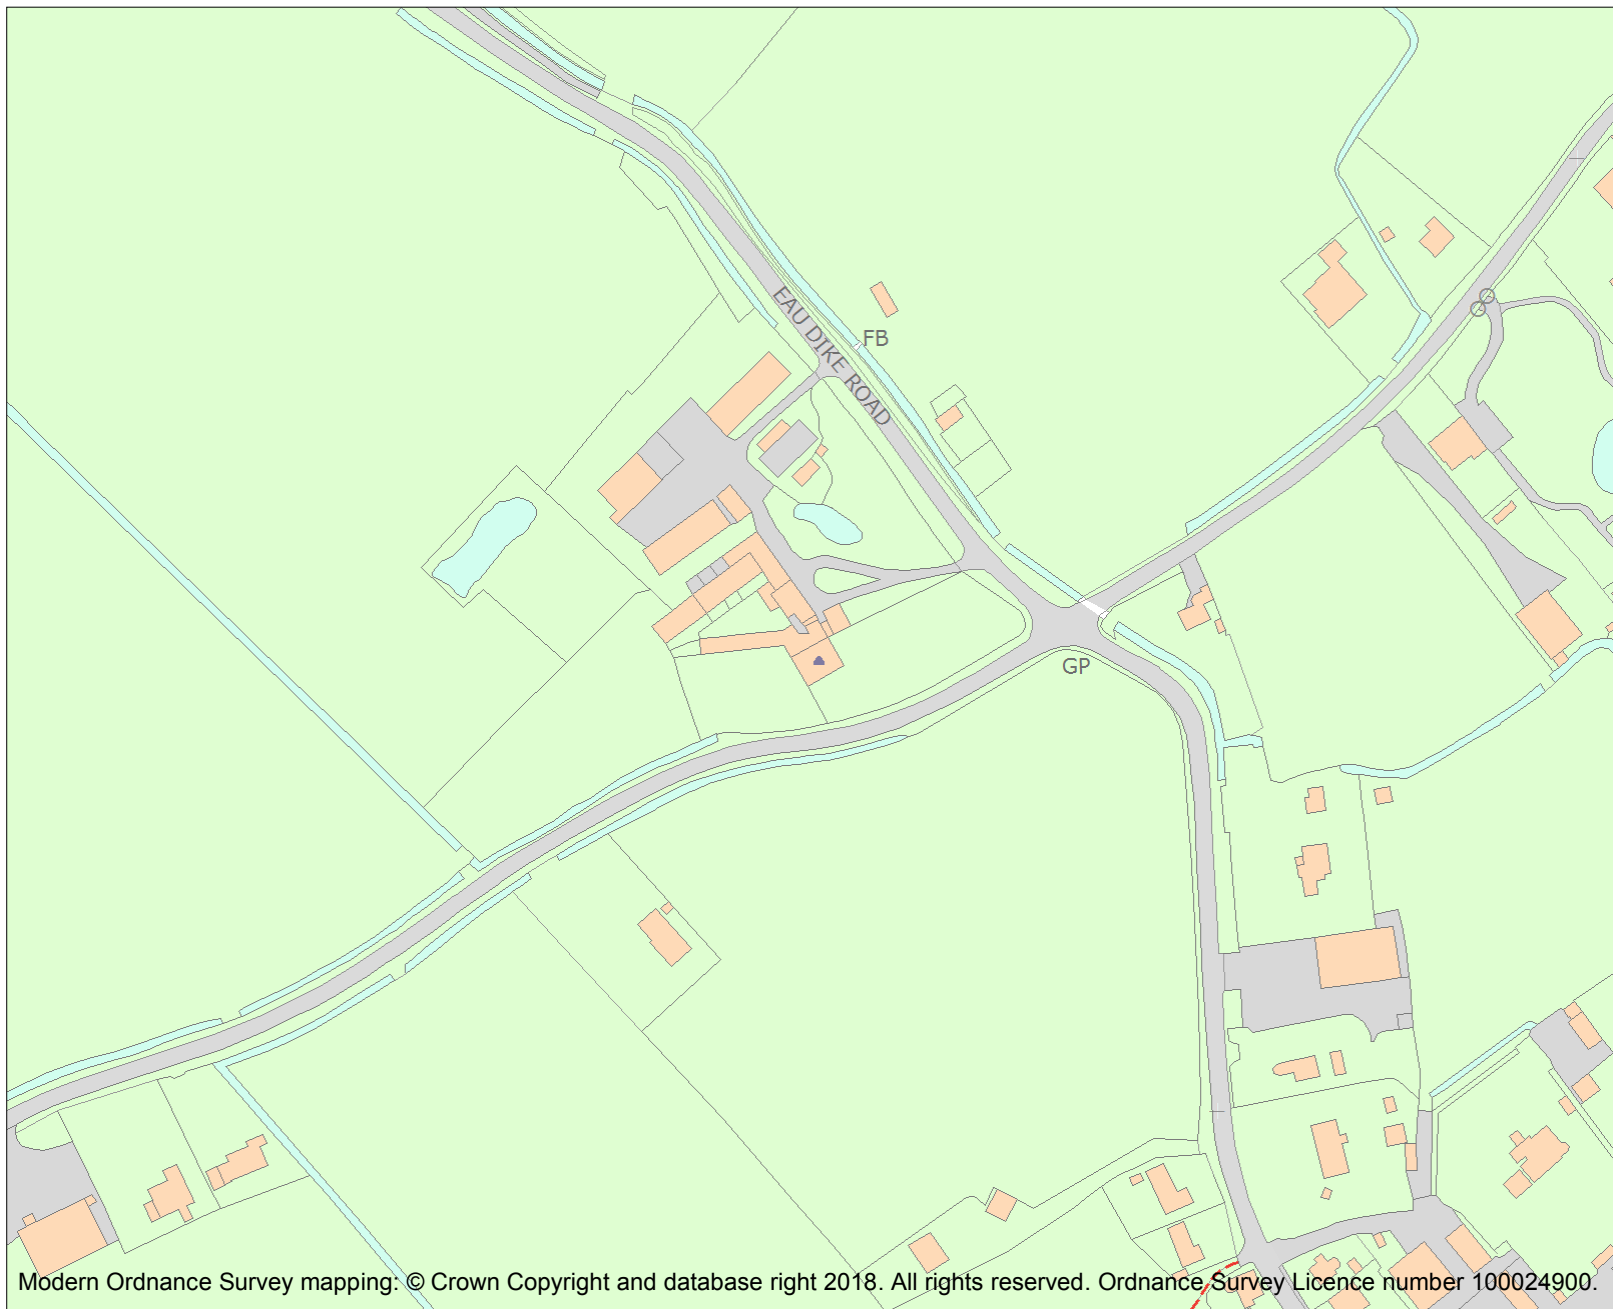 EAU DIKE ROAD
FB
GP
Modern Ordnance Survey mapping: © Crown Copyright and database right 2018. All rights reserved. Ordnance Survey Licence number 100024900.